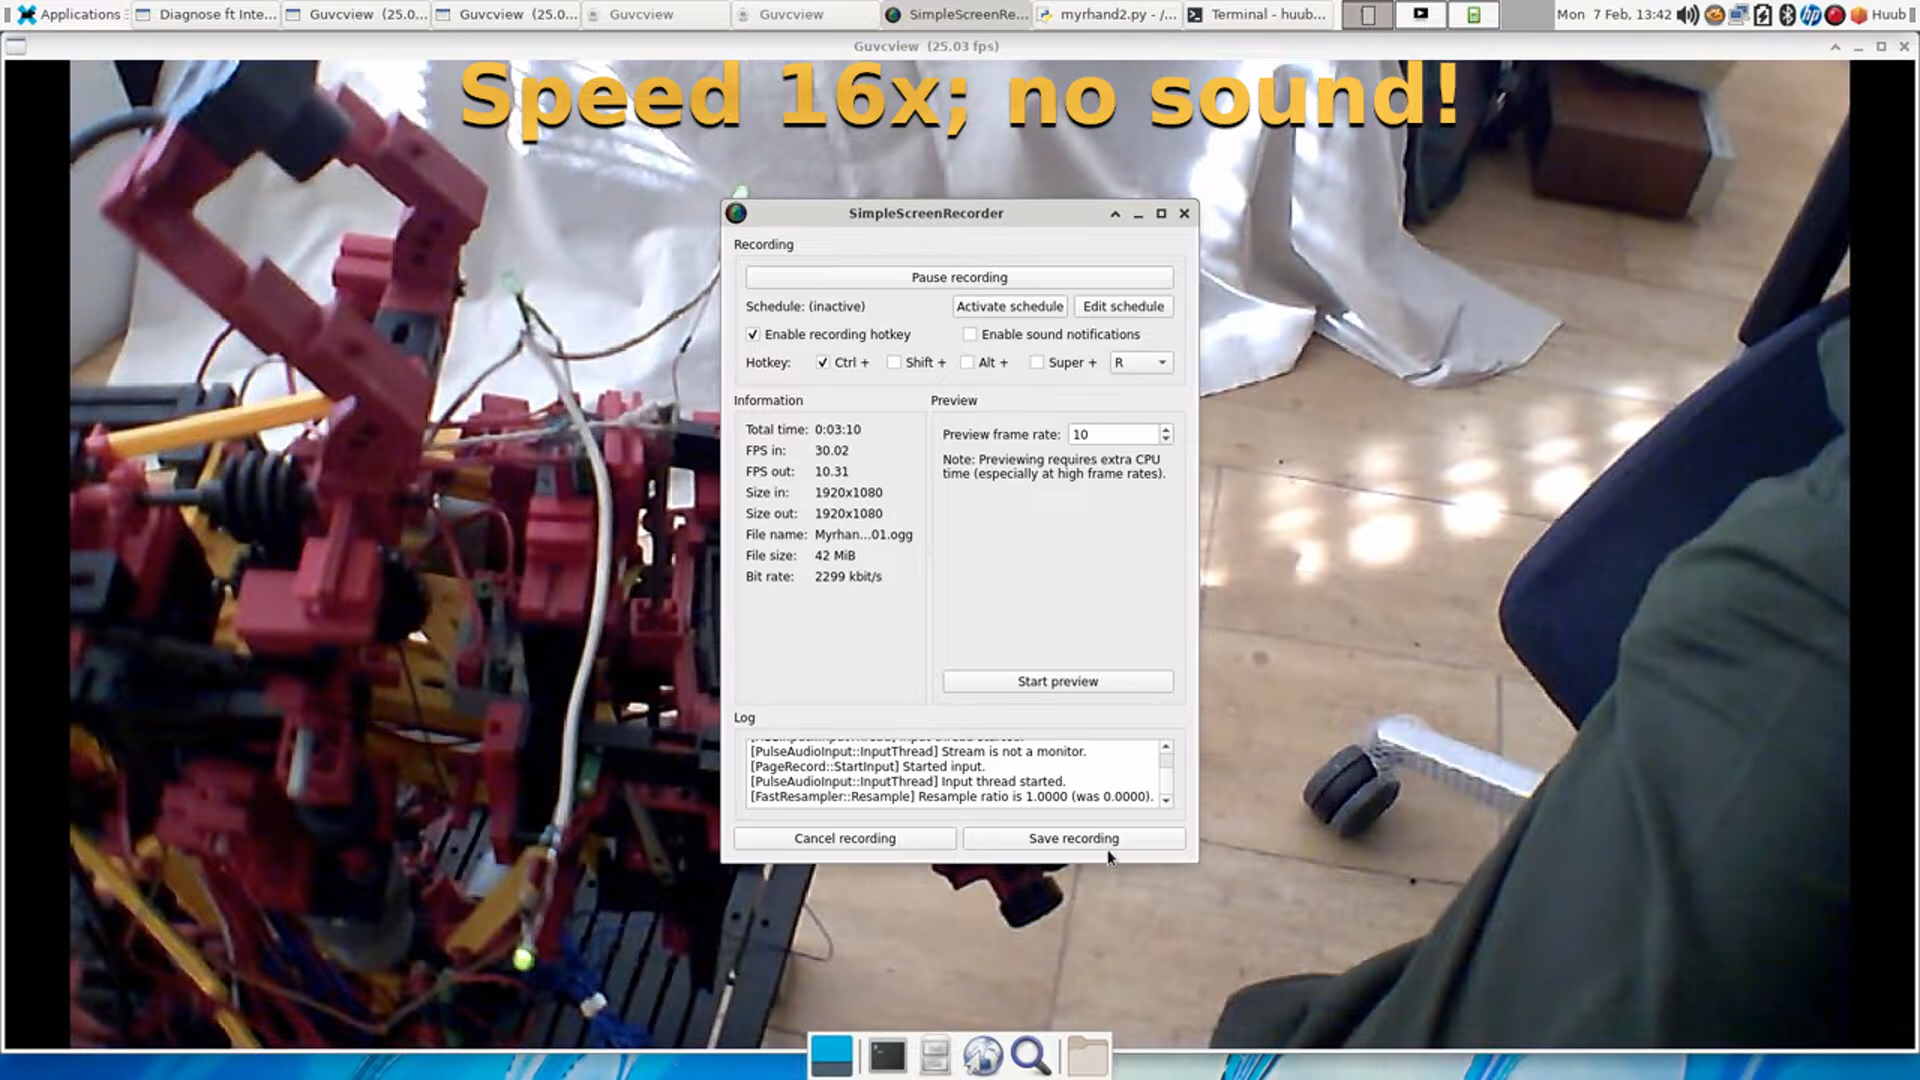 Applications
Diagnose ft Inte...
Guvcview (25.0...
Guvcview (25.0...
Guvcview
Guvcview
SimpleScreenRe...
myrhand2.py - /...
Terminal - huub...
Mon 7 Feb, 13:42
Huub
Guvcview (25.03 fps)
Speed 16x; no sound!
SimpleScreenRecorder
Recording
Pause recording
Schedule: (inactive)
Activate schedule
Edit schedule
Enable recording hotkey
Enable sound notifications
Hotkey: Ctrl + Shift + Alt + Super + R
Information
Total time: 0:03:10
FPS in: 30.02
FPS out: 10.31
Size in: 1920x1080
Size out: 1920x1080
File name: Myrhan...01.ogg
File size: 42 MiB
Bit rate: 2299 kbit/s
Preview
Preview frame rate: 10
Note: Previewing requires extra CPU
time (especially at high frame rates).
Start preview
Log
[PulseAudioInput::InputThread] Stream is not a monitor.
[PageRecord::StartInput] Started input.
[PulseAudioInput::InputThread] Input thread started.
[FastResampler::Resample] Resample ratio is 1.0000 (was 0.0000).
Cancel recording
Save recording